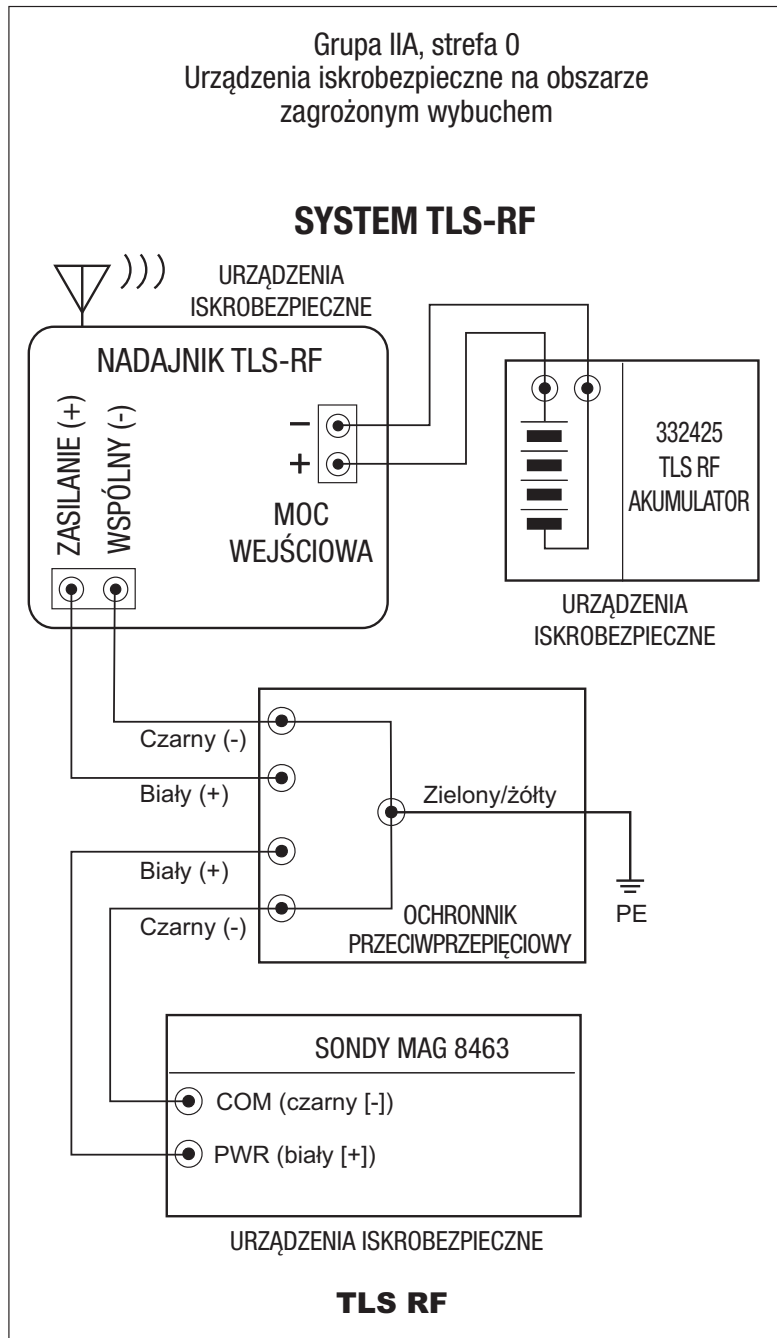 Grupa IIA, strefa 0
Urządzenia iskrobezpieczne na obszarze
zagrożonym wybuchem
SYSTEM TLS-RF
URZĄDZENIA
ISKROBEZPIECZNE
NADAJNIK TLS-RF
ZASILANIE (+)
WSPÓLNY (-)
−
+
MOC
WEJŚCIOWA
332425
TLS RF
AKUMULATOR
URZĄDZENIA
ISKROBEZPIECZNE
Czarny (-)
Biały (+)
Zielony/żółty
Biały (+)
Czarny (-)
OCHRONNIK
PRZECIWPRZEPIĘCIOWY
PE
SONDY MAG 8463
COM (czarny [-])
PWR (biały [+])
URZĄDZENIA ISKROBEZPIECZNE
TLS RF